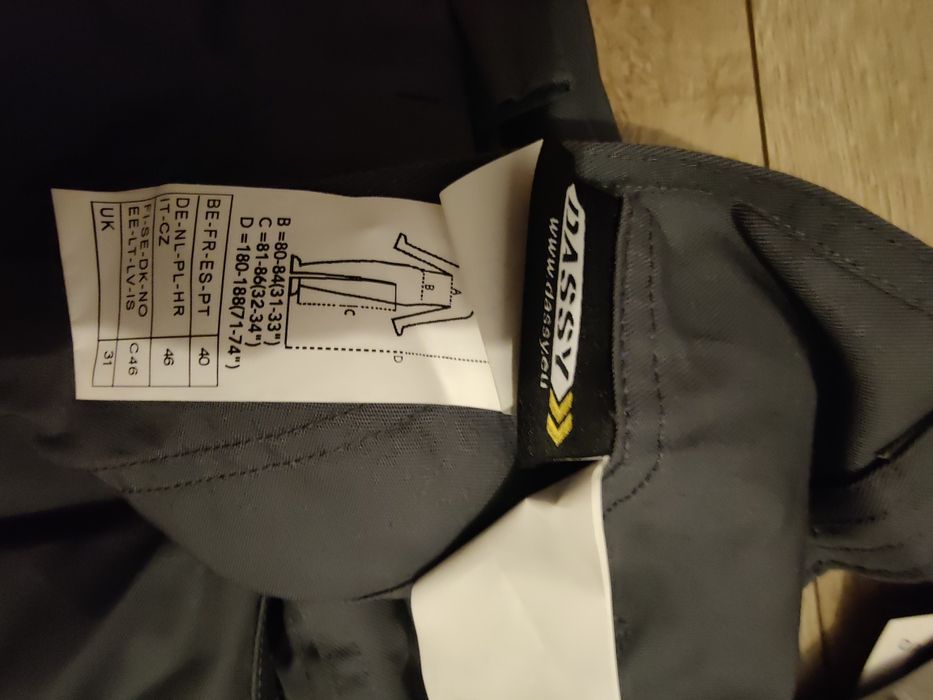 DASSY
www.dassy.eu
A
B
C
D
B =80-84(31-33")
C =81-86(32-34")
D =180-188(71-74")
BE-FR-ES-PT 40
DE-NL-PL-HR
IT-CZ 46
FI-SE-DK-NO
EE-LT-LV-IS C46
UK 31